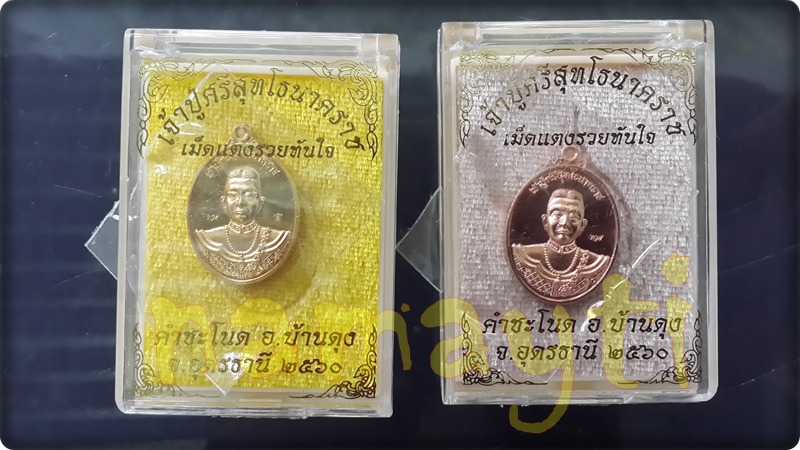 เจ้าปู่ศรีสุทโธนาคราช
เม็ดแตงรวยทันใจ
คำชะโนด อ.บ้านดุง
จ.อุดรธานี ๒๕๖๐
เจ้าปู่ศรีสุทโธนาคราช
เม็ดแตงรวยทันใจ
คำชะโนด อ.บ้านดุง
จ.อุดรธานี ๒๕๖๐